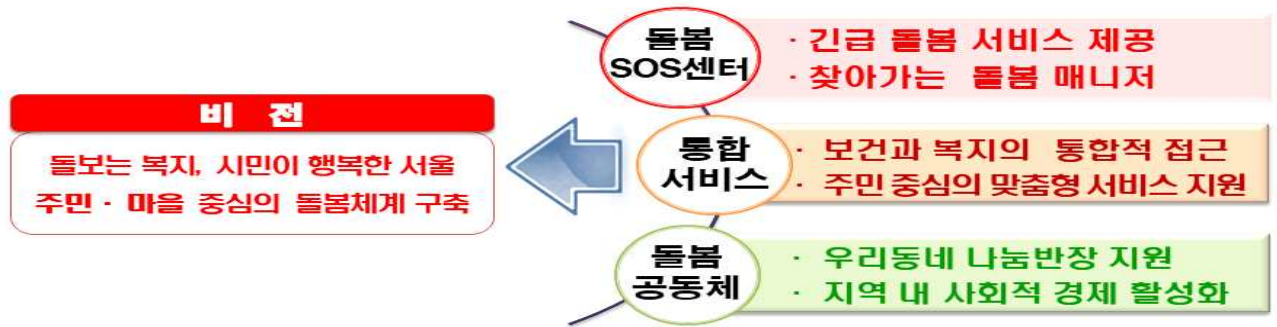 비 전
돌보는 복지, 시민이 행복한 서울
주민 · 마을 중심의 돌봄체계 구축
돌봄
SOS센터
· 긴급 돌봄 서비스 제공
· 찾아가는 돌봄 매니저
통합
서비스
· 보건과 복지의 통합적 접근
· 주민 중심의 맞춤형 서비스 지원
돌봄
공동체
· 우리동네 나눔반장 지원
· 지역 내 사회적 경제 활성화